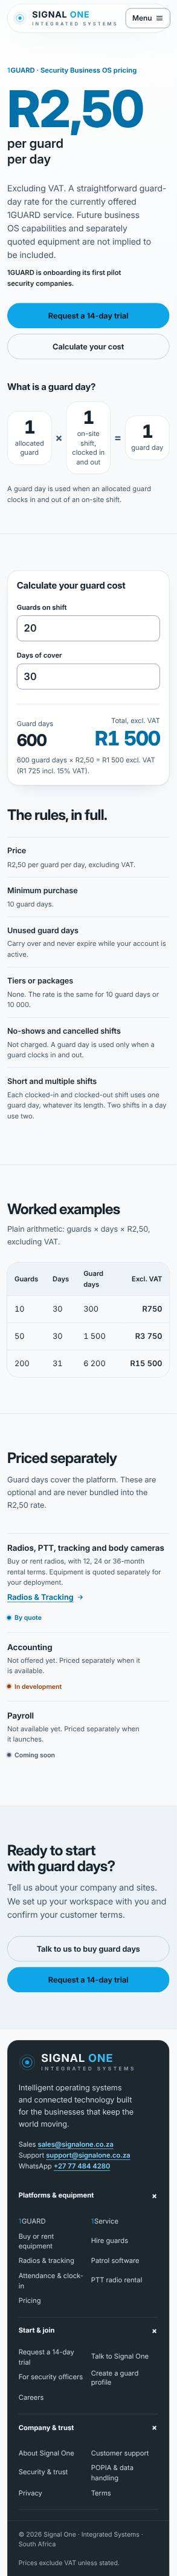 SIGNAL ONE
INTEGRATED SYSTEMS
Menu
1GUARD · Security Business OS pricing
R2,50
per guard
per day
Excluding VAT. A straightforward guard-
day rate for the currently offered
1GUARD service. Future business
OS capabilities and separately
quoted equipment are not implied to
be included.
1GUARD is onboarding its first pilot
security companies.
Request a 14-day trial
Calculate your cost
What is a guard day?
1
allocated
guard
×
1
on-site
shift,
clocked in
and out
=
1
guard day
A guard day is used when an allocated guard
clocks in and out of an on-site shift.
Calculate your guard cost
Guards on shift
20
Days of cover
30
Guard days
600
Total, excl. VAT
R1 500
600 guard days × R2,50 = R1 500 excl. VAT
(R1 725 incl. 15% VAT).
The rules, in full.
Price
R2,50 per guard per day, excluding VAT.
Minimum purchase
10 guard days.
Unused guard days
Carry over and never expire while your account is
active.
Tiers or packages
None. The rate is the same for 10 guard days or
10 000.
No-shows and cancelled shifts
Not charged. A guard day is used only when a
guard clocks in and out.
Short and multiple shifts
Each clocked-in and clocked-out shift uses one
guard day, whatever its length. Two shifts in a day
use two.
Worked examples
Plain arithmetic: guards × days × R2,50,
excluding VAT.
Guards Days Guard days Excl. VAT
10 30 300 R750
50 30 1 500 R3 750
200 31 6 200 R15 500
Priced separately
Guard days cover the platform. These are
optional and are never bundled into the
R2,50 rate.
Radios, PTT, tracking and body cameras
Buy or rent radios, with 12, 24 or 36-month
rental terms. Equipment is quoted separately for
your deployment.
Radios & Tracking →
By quote
Accounting
Not offered yet. Priced separately when it
is available.
In development
Payroll
Not available yet. Priced separately when
it launches.
Coming soon
Ready to start
with guard days?
Tell us about your company and sites.
We set up your workspace with you and
confirm your customer terms.
Talk to us to buy guard days
Request a 14-day trial
SIGNAL ONE
INTEGRATED SYSTEMS
Intelligent operating systems
and connected technology built
for the businesses that keep the
world moving.
Sales sales@signalone.co.za
Support support@signalone.co.za
WhatsApp +27 77 484 4280
Platforms & equipment
1GUARD
1Service
Buy or rent
equipment
Hire guards
Radios & tracking
Patrol software
Attendance & clock-
in
PTT radio rental
Pricing
Start & join
Request a 14-day
trial
Talk to Signal One
For security officers
Create a guard
profile
Careers
Company & trust
About Signal One
Customer support
Security & trust
POPIA & data
handling
Privacy
Terms
© 2026 Signal One · Integrated Systems ·
South Africa
Prices exclude VAT unless stated.